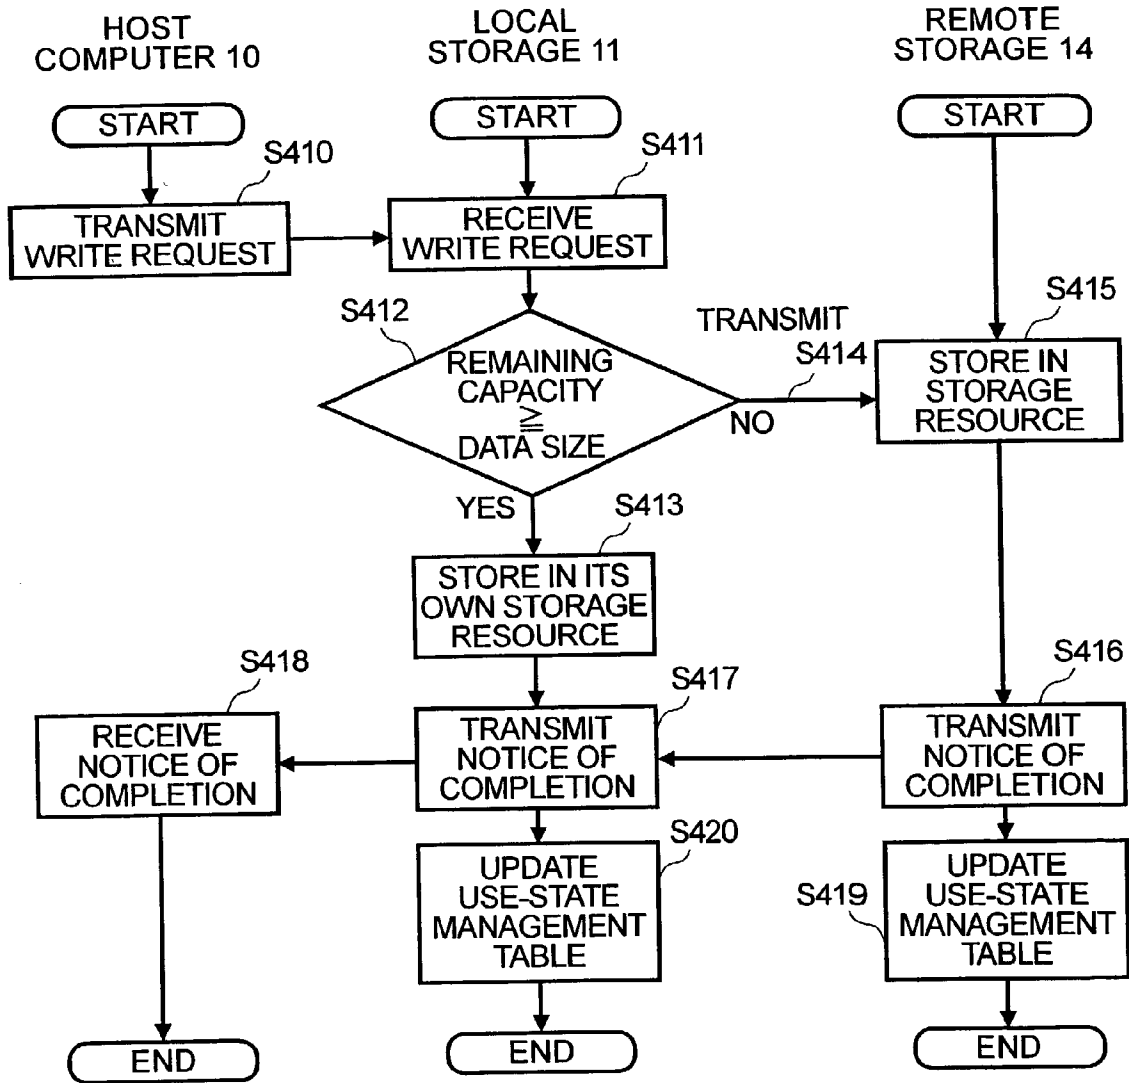 HOST
COMPUTER 10
LOCAL
STORAGE 11
REMOTE
STORAGE 14
START
START
START
S410
TRANSMIT
WRITE REQUEST
S411
RECEIVE
WRITE REQUEST
S412
REMAINING
CAPACITY
≧
DATA SIZE
TRANSMIT
S414
NO
S415
STORE IN
STORAGE
RESOURCE
YES
S413
STORE IN ITS
OWN STORAGE
RESOURCE
S418
RECEIVE
NOTICE OF
COMPLETION
S417
TRANSMIT
NOTICE OF
COMPLETION
S416
TRANSMIT
NOTICE OF
COMPLETION
S420
UPDATE
USE-STATE
MANAGEMENT
TABLE
S419
UPDATE
USE-STATE
MANAGEMENT
TABLE
END
END
END